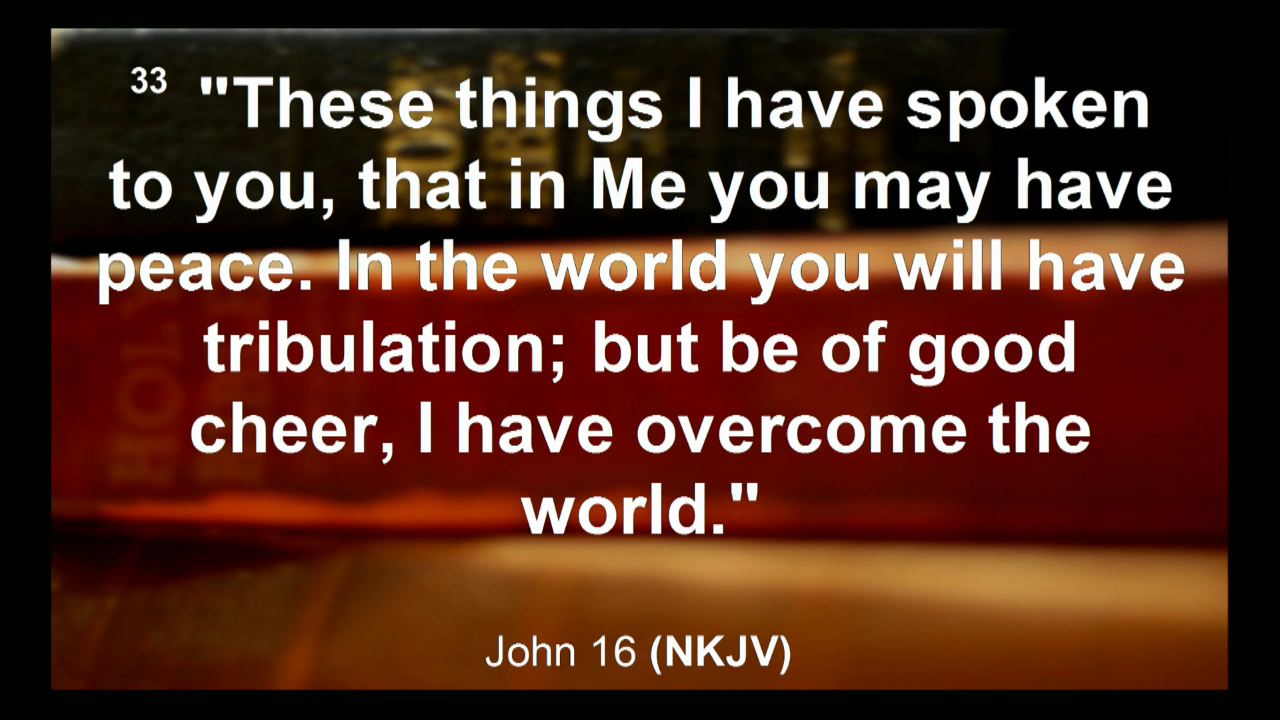 33 "These things I have spoken
to you, that in Me you may have
peace. In the world you will have
tribulation; but be of good
cheer, I have overcome the
world."
John 16 (NKJV)
HOLY